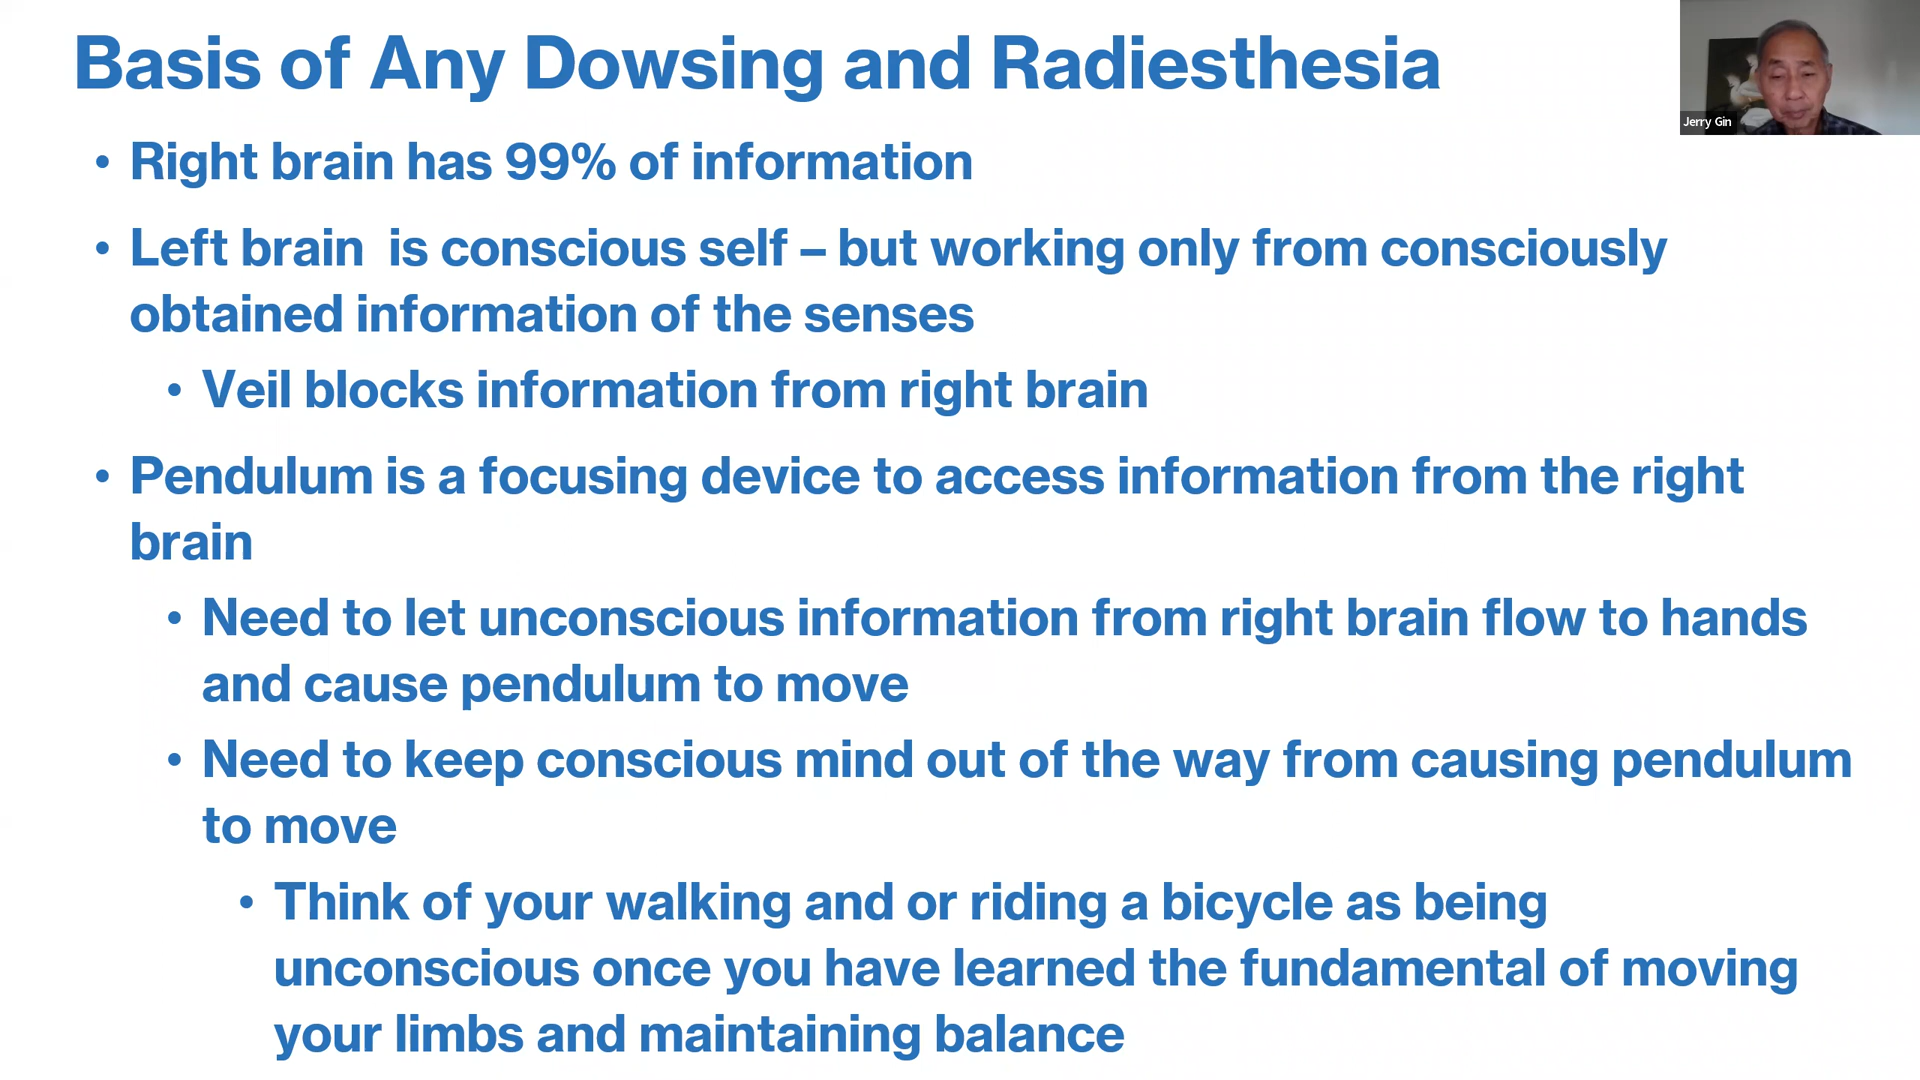 Basis of Any Dowsing and Radiesthesia
Jerry Gin
• Right brain has 99% of information
• Left brain  is conscious self – but working only from consciously
obtained information of the senses
• Veil blocks information from right brain
• Pendulum is a focusing device to access information from the right
brain
• Need to let unconscious information from right brain flow to hands
and cause pendulum to move
• Need to keep conscious mind out of the way from causing pendulum
to move
• Think of your walking and or riding a bicycle as being
unconscious once you have learned the fundamental of moving
your limbs and maintaining balance